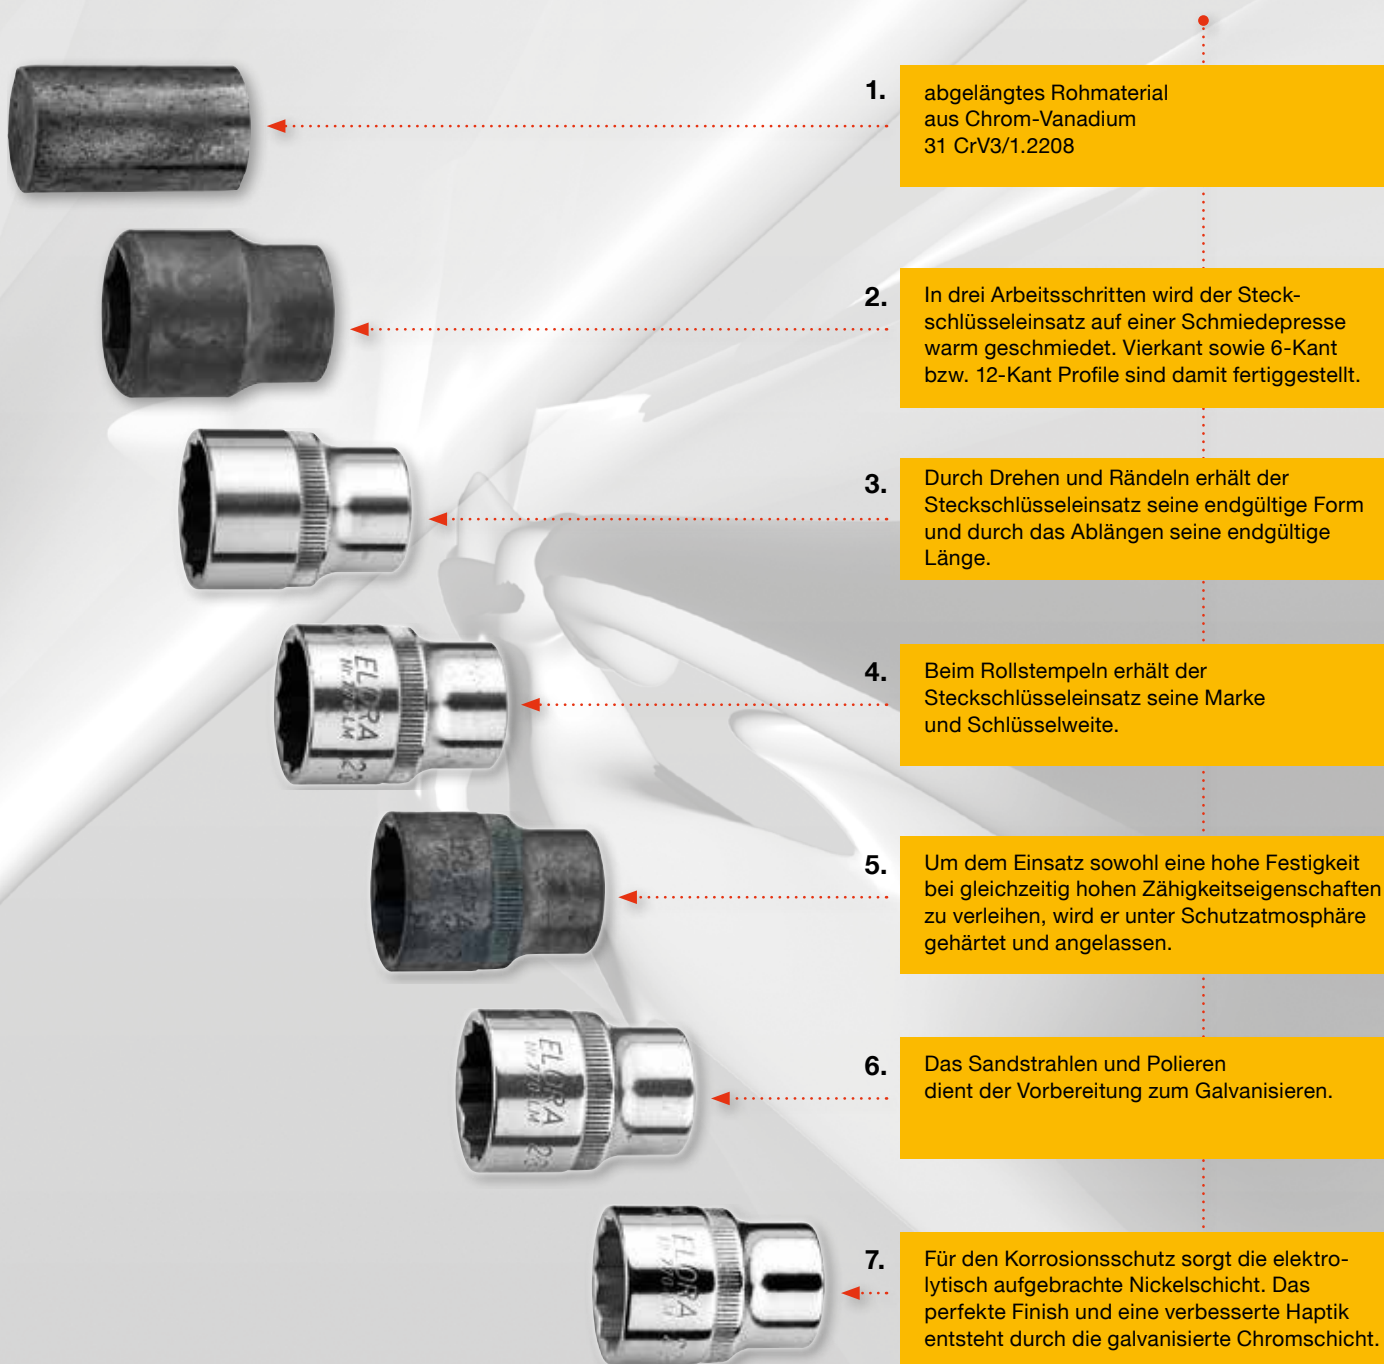 1.
abgelängtes Rohmaterial
aus Chrom-Vanadium
31 CrV3/1.2208
2.
In drei Arbeitsschritten wird der Steck-
schlüsseleinsatz auf einer Schmiedepresse
warm geschmiedet. Vierkant sowie 6-Kant
bzw. 12-Kant Profile sind damit fertiggestellt.
3.
Durch Drehen und Rändeln erhält der
Steckschlüsseleinsatz seine endgültige Form
und durch das Ablängen seine endgültige
Länge.
ELORA
4.
Beim Rollstempeln erhält der
Steckschlüsseleinsatz seine Marke
und Schlüsselweite.
5.
Um dem Einsatz sowohl eine hohe Festigkeit
bei gleichzeitig hohen Zähigkeitseigenschaften
zu verleihen, wird er unter Schutzatmosphäre
gehärtet und angelassen.
ELORA
Nr. 770-LM
6.
Das Sandstrahlen und Polieren
dient der Vorbereitung zum Galvanisieren.
ELORA
7.
Für den Korrosionsschutz sorgt die elektro-
lytisch aufgebrachte Nickelschicht. Das
perfekte Finish und eine verbesserte Haptik
entsteht durch die galvanisierte Chromschicht.